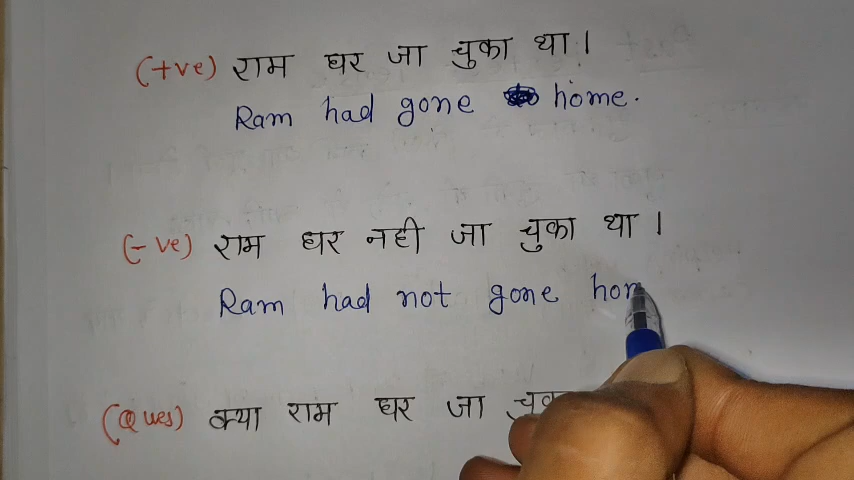 (+ve) राम घर जा चुका था।
Ram had gone home.
(-ve) राम घर नही जा चुका था।
Ram had not gone
(Ques) क्या राम घर जा